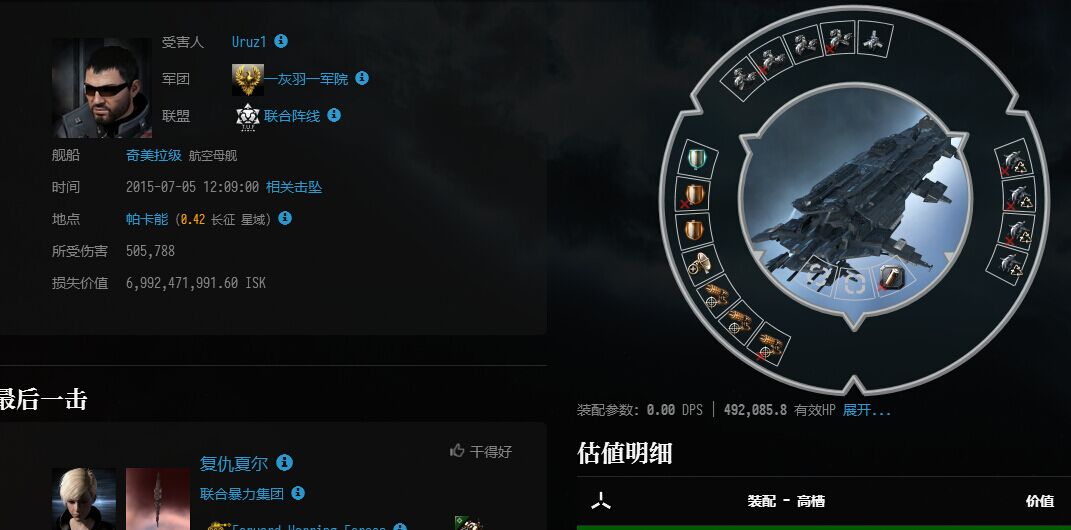 受害人 Uruz1
军团 一灰羽一军院
联盟 T.U.F 联合阵线
舰船 奇美拉级 航空母舰
时间 2015-07-05 12:09:00 相关击坠
地点 帕卡能 (0.42 长征 星域)
所受伤害 505,788
损失价值 6,992,471,991.60 ISK
最后一击
复仇夏尔
干得好
联合暴力集团
装配参数: 0.00 DPS | 492,085.8 有效HP 展开...
估值明细
装配 - 高槽 价值